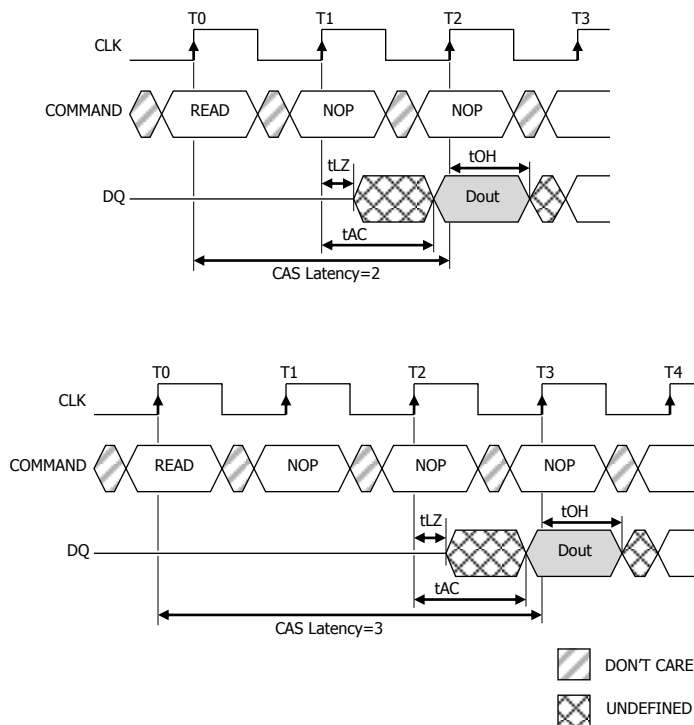 T0 T1 T2 T3
CLK
COMMAND READ NOP NOP
tLZ tOH
DQ Dout
tAC
CAS Latency=2
T0 T1 T2 T3 T4
CLK
COMMAND READ NOP NOP NOP
tLZ tOH
DQ Dout
tAC
CAS Latency=3
DON'T CARE
UNDEFINED